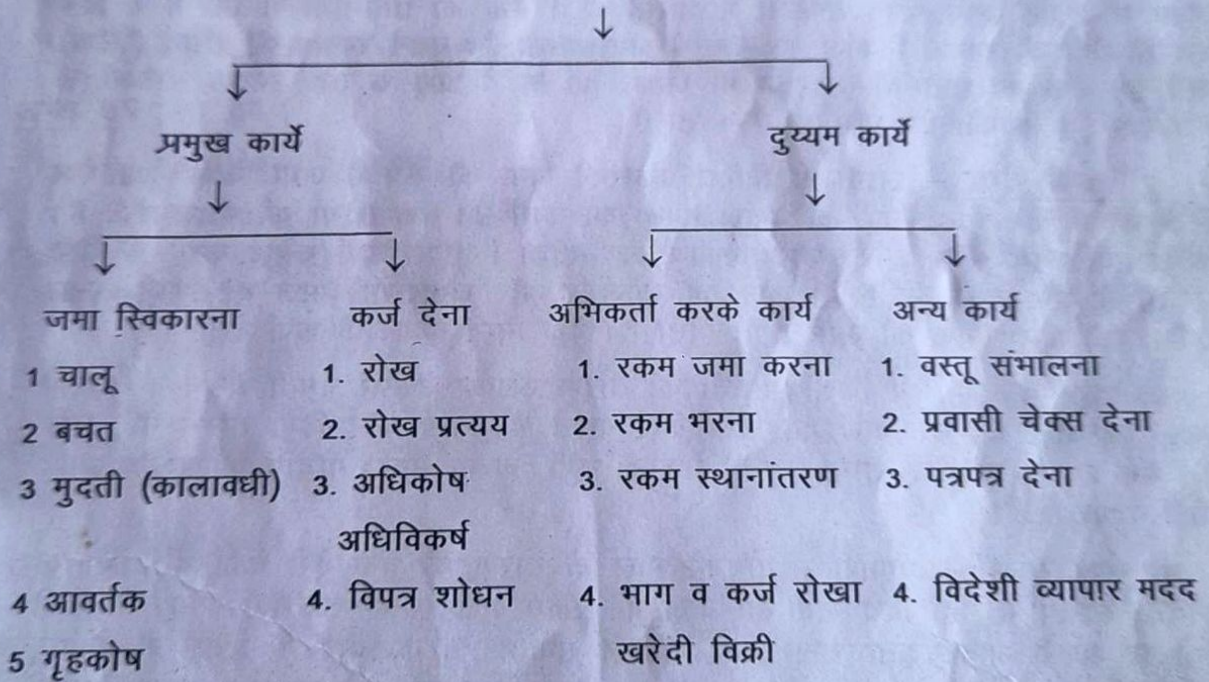 प्रमुख कार्ये
दुय्यम कार्ये
जमा स्विकारना
कर्ज देना
अभिकर्ता करके कार्य
अन्य कार्य
1 चालू
1. रोख
1. रकम जमा करना
1. वस्तू संभालना
2 बचत
2. रोख प्रत्यय
2. रकम भरना
2. प्रवासी चेक्स देना
3 मुदती (कालावधी)
3. अधिकोष
3. रकम स्थानांतरण
3. पत्रपत्र देना
अधिविकर्ष
4 आवर्तक
4. विपत्र शोधन
4. भाग व कर्ज रोखा
4. विदेशी व्यापार मदद
5 गृहकोष
खरेदी विक्री